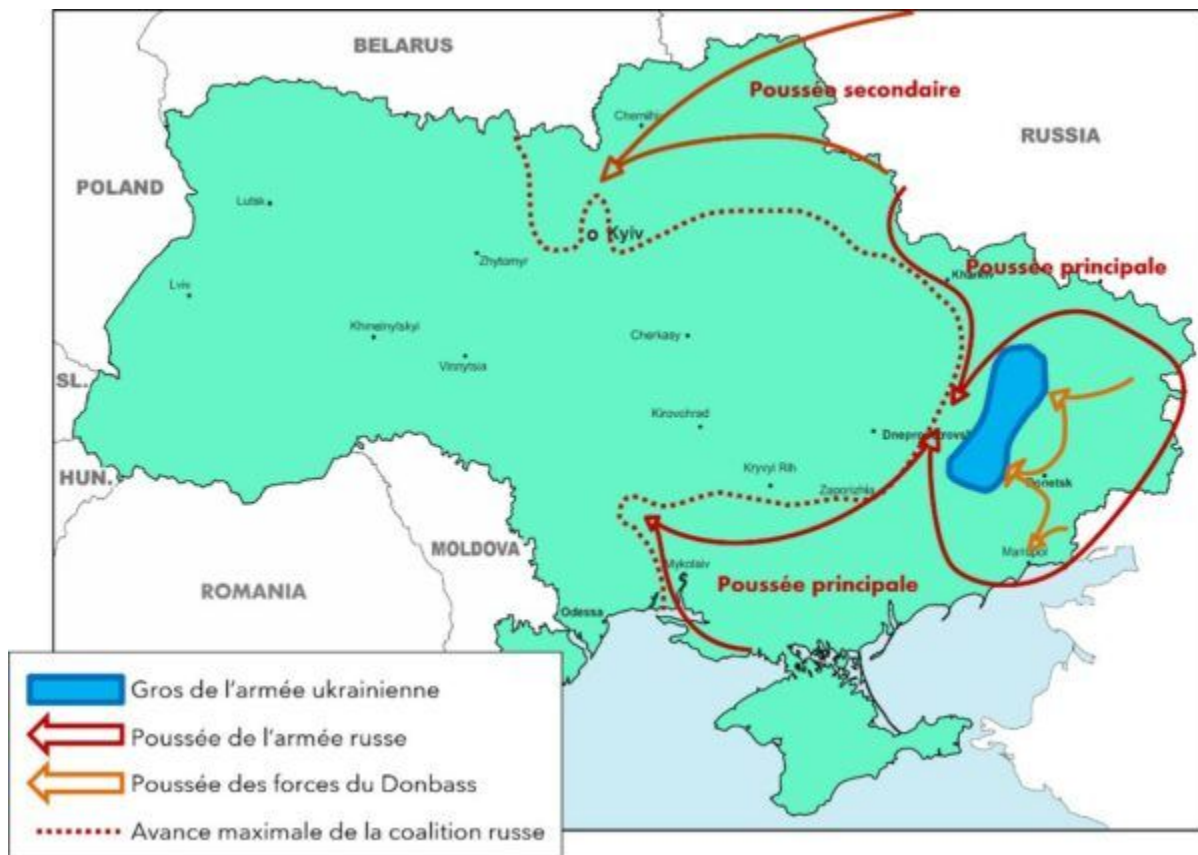 BELARUS
Poussée secondaire
Chernihiv
RUSSIA
POLAND
Lutsk
Kyiv
Zhytomyr
Poussée principale
Kharkiv
Lviv
Khmelnytskyi
Cherkasy
Vinnytsia
SL.
Kirovohrad
Dnepropetrovsk
HUN.
Kryvyi Rih
Zaporizhia
Donetsk
MOLDOVA
Mariupol
Mykolaiv
Poussée principale
ROMANIA
Odessa
Gros de l'armée ukrainienne
Poussée de l'armée russe
Poussée des forces du Donbass
Avance maximale de la coalition russe